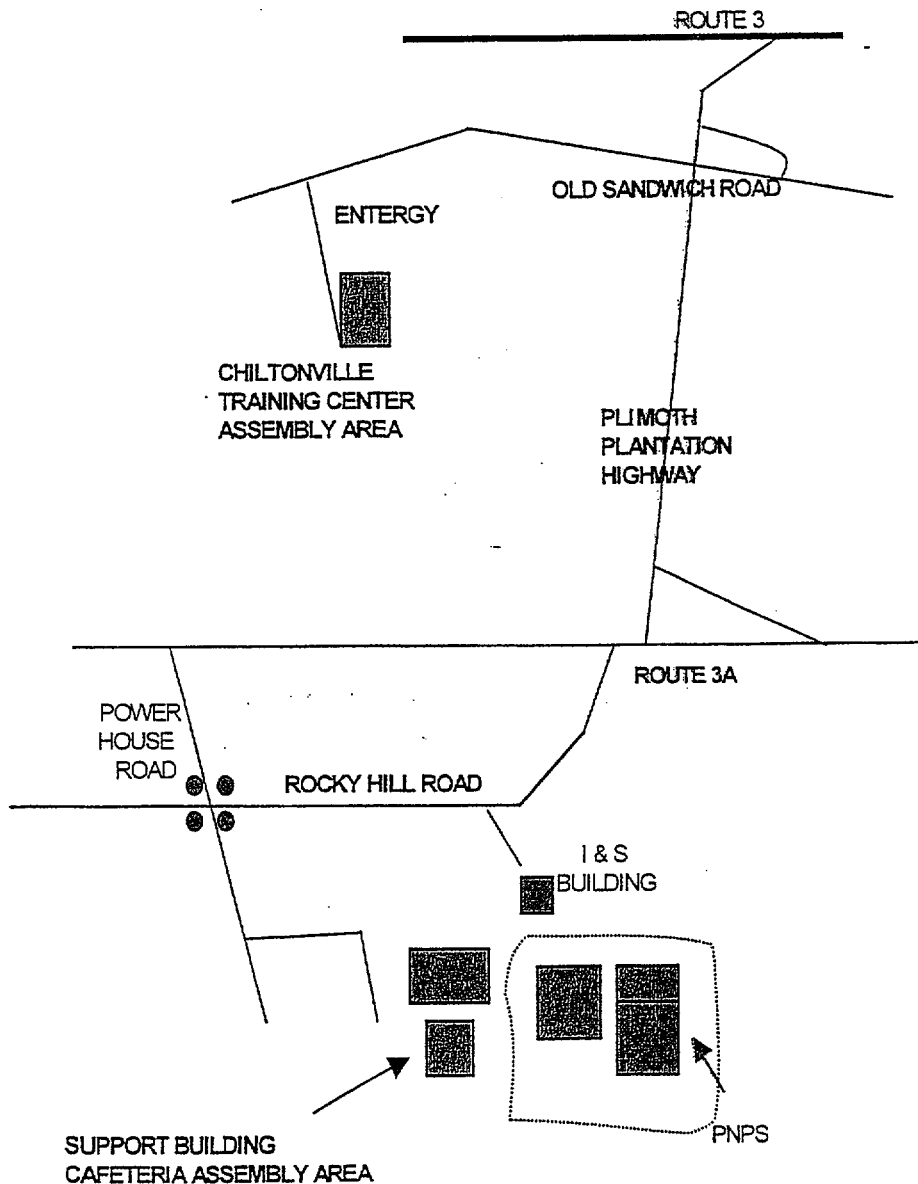 ROUTE 3
OLD SANDWICH ROAD
ENTERGY
CHILTONVILLE
TRAINING CENTER
ASSEMBLY AREA
PLIMOTH
PLANTATION
HIGHWAY
ROUTE 3A
POWER
HOUSE
ROAD
ROCKY HILL ROAD
I & S
BUILDING
SUPPORT BUILDING
CAFETERIA ASSEMBLY AREA
PNPS